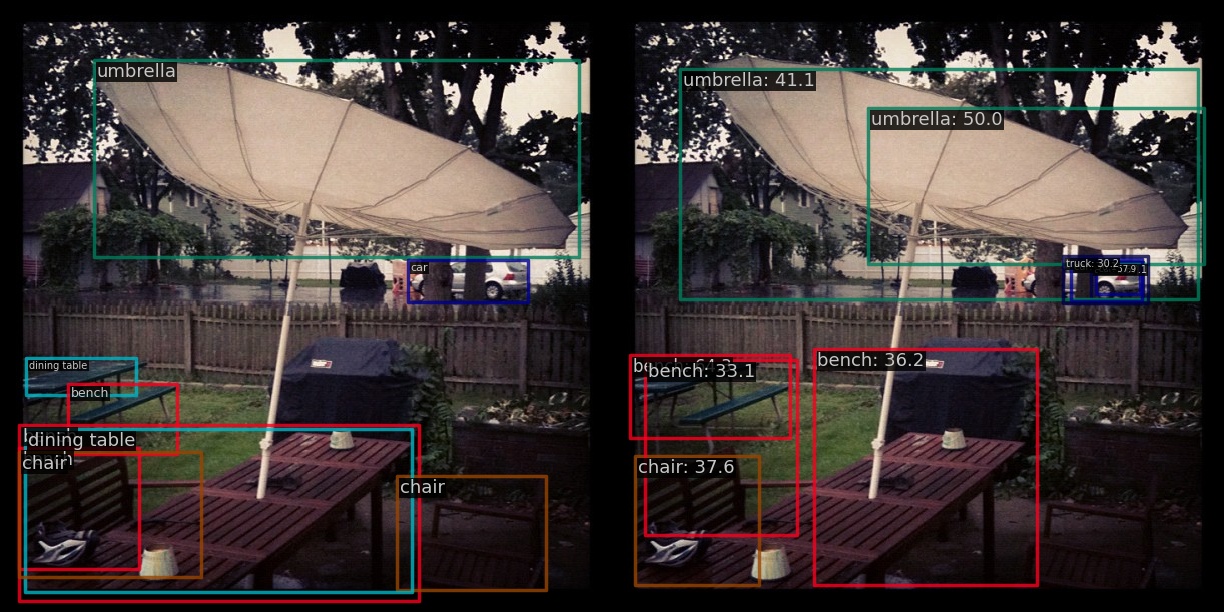 umbrella
car
dining table
bench
dining table
chair
chair
umbrella: 41.1
umbrella: 50.0
truck: 30.2
bench: 33.1
bench: 36.2
chair: 37.6